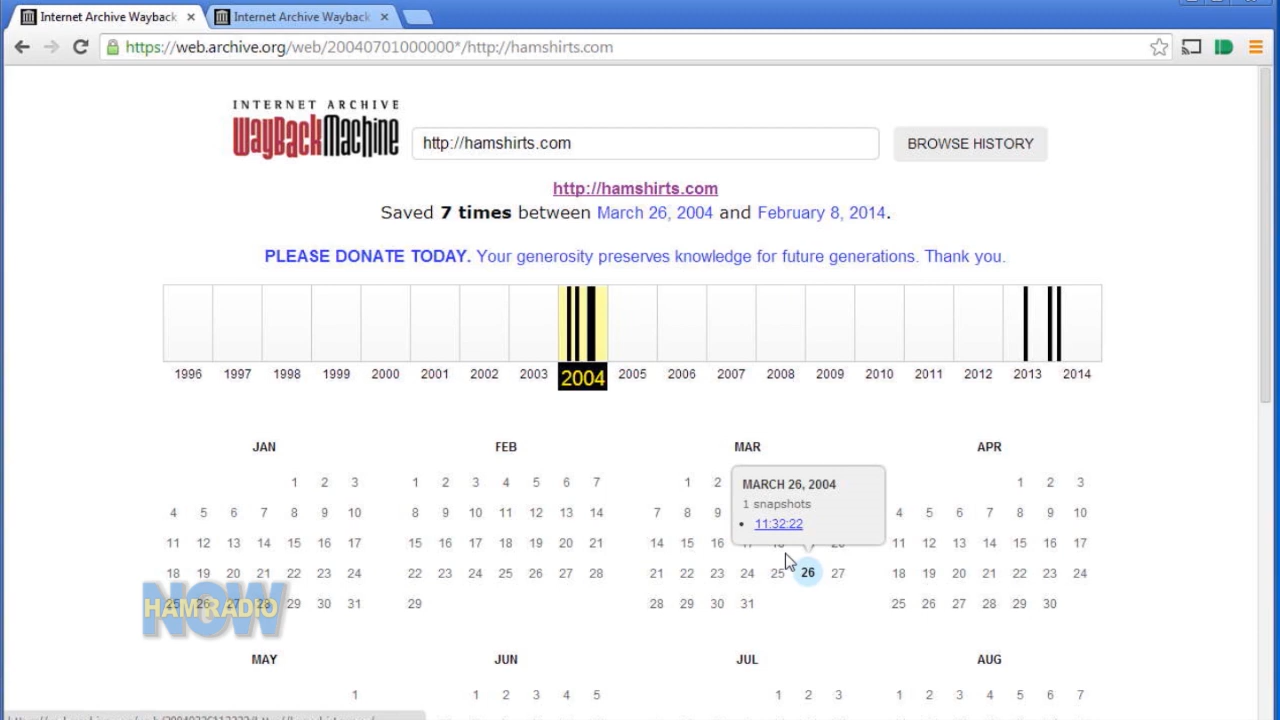 Internet Archive Wayback × Internet Archive Wayback ×
https://web.archive.org/web/20040701000000*/http://hamshirts.com
INTERNET ARCHIVE
WayBackMachine
http://hamshirts.com BROWSE HISTORY
http://hamshirts.com
Saved 7 times between March 26, 2004 and February 8, 2014.
PLEASE DONATE TODAY. Your generosity preserves knowledge for future generations. Thank you.
1996 1997 1998 1999 2000 2001 2002 2003 2004 2005 2006 2007 2008 2009 2010 2011 2012 2013 2014
JAN FEB MAR APR
1 2 3 1 2 3 4 5 6 7 1 2 MARCH 26, 2004 1 2 3
1 snapshots
4 5 6 7 8 9 10 8 9 10 11 12 13 14 7 8 9 • 11:32:22 4 5 6 7 8 9 10
11 12 13 14 15 16 17 15 16 17 18 19 20 21 14 15 16 17 18 19 20 11 12 13 14 15 16 17
18 19 20 21 22 23 24 22 23 24 25 26 27 28 21 22 23 24 25 26 27 18 19 20 21 22 23 24
25 26 27 28 29 30 31 29 28 29 30 31 25 26 27 28 29 30
HAM RADIO
NOW
MAY JUN JUL AUG
1 1 2 3 4 5 1 2 3 1 2 3 4 5 6 7